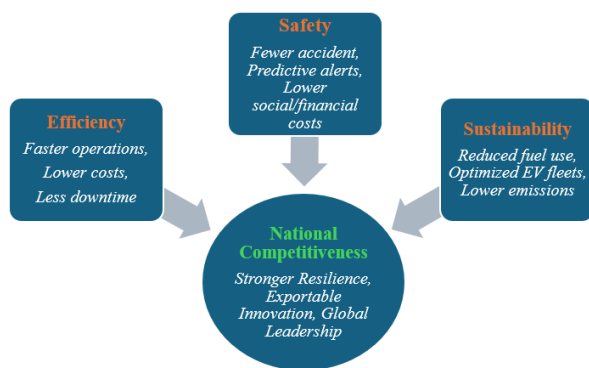 Safety
Fewer accident,
Predictive alerts,
Lower
social/financial
costs
Efficiency
Faster operations,
Lower costs,
Less downtime
Sustainability
Reduced fuel use,
Optimized EV fleets,
Lower emissions
National
Competitiveness
Stronger Resilience,
Exportable
Innovation, Global
Leadership